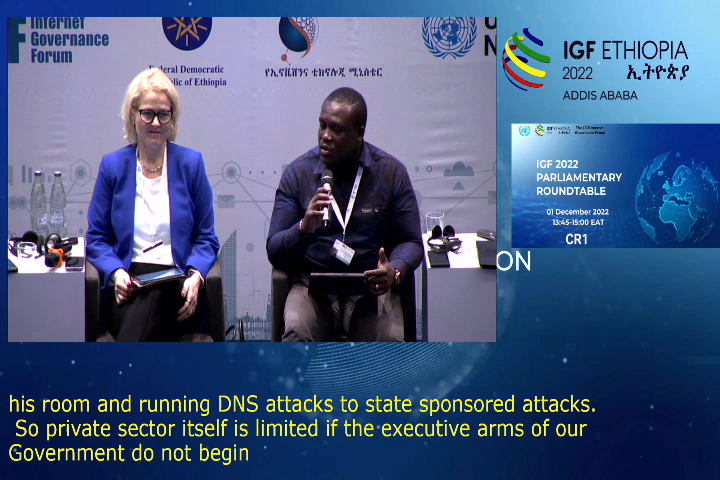 Internet
Governance
Forum
Federal Democratic
blic of Ethiopia
የኢኖቬሽንና ቴክኖሎጂ ሚኒስቴር
U
N
IGF ETHIOPIA
2022 ኢትዮጵያ
ADDIS ABABA
IGF 2022
PARLIAMENTARY
ROUNDTABLE
01 December 2022
13:45-15:00 EAT
CR1
ON
his room and running DNS attacks to state sponsored attacks.
So private sector itself is limited if the executive arms of our
Government do not begin